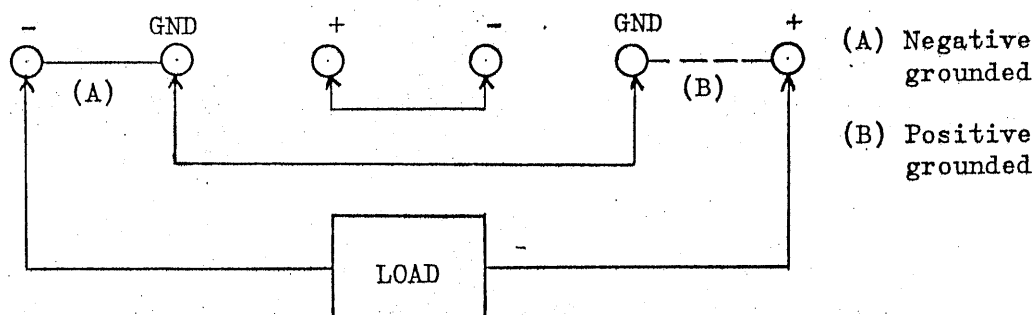 - GND + - GND +
(A) (B)
(A) Negative
grounded
(B) Positive
grounded
-
LOAD